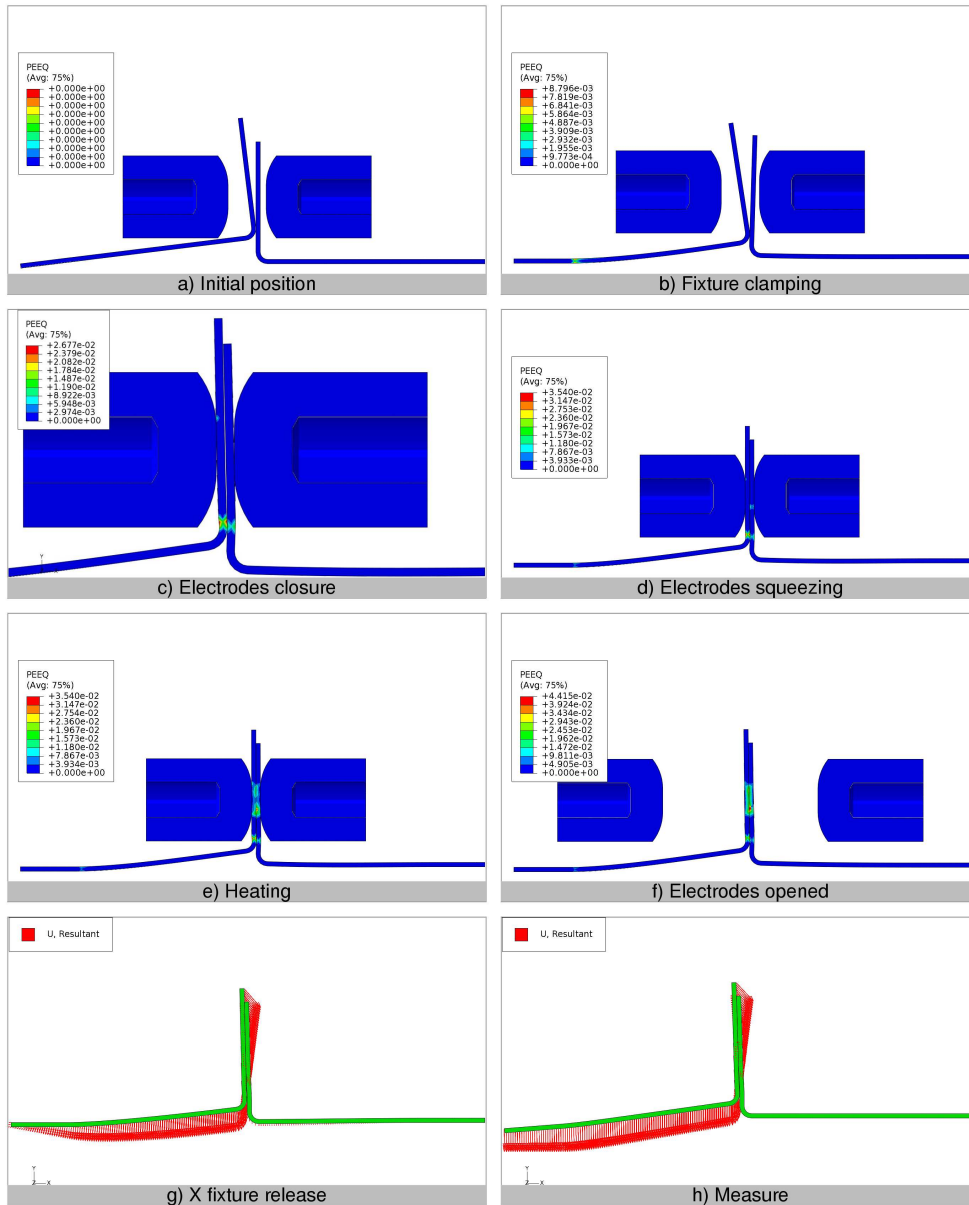 PEEQ
(Avg: 75%)
+0.000e+00
+0.000e+00
+0.000e+00
+0.000e+00
+0.000e+00
+0.000e+00
+0.000e+00
+0.000e+00
+0.000e+00
+0.000e+00
a) Initial position
PEEQ
(Avg: 75%)
+8.796e-03
+7.819e-03
+6.841e-03
+5.864e-03
+4.887e-03
+3.909e-03
+2.932e-03
+1.955e-03
+9.773e-04
+0.000e+00
b) Fixture clamping
PEEQ
(Avg: 75%)
+2.677e-02
+2.379e-02
+2.082e-02
+1.784e-02
+1.487e-02
+1.190e-02
+8.922e-03
+5.948e-03
+2.974e-03
+0.000e+00
Y
c) Electrodes closure
PEEQ
(Avg: 75%)
+3.540e-02
+3.147e-02
+2.753e-02
+2.360e-02
+1.967e-02
+1.573e-02
+1.180e-02
+7.867e-03
+3.933e-03
+0.000e+00
d) Electrodes squeezing
PEEQ
(Avg: 75%)
+3.540e-02
+3.147e-02
+2.754e-02
+2.360e-02
+1.967e-02
+1.573e-02
+1.180e-02
+7.867e-03
+3.934e-03
+0.000e+00
e) Heating
PEEQ
(Avg: 75%)
+4.415e-02
+3.924e-02
+3.434e-02
+2.943e-02
+2.453e-02
+1.962e-02
+1.472e-02
+9.811e-03
+4.905e-03
+0.000e+00
f) Electrodes opened
U, Resultant
Y
Z X
g) X fixture release
U, Resultant
Y
Z X
h) Measure